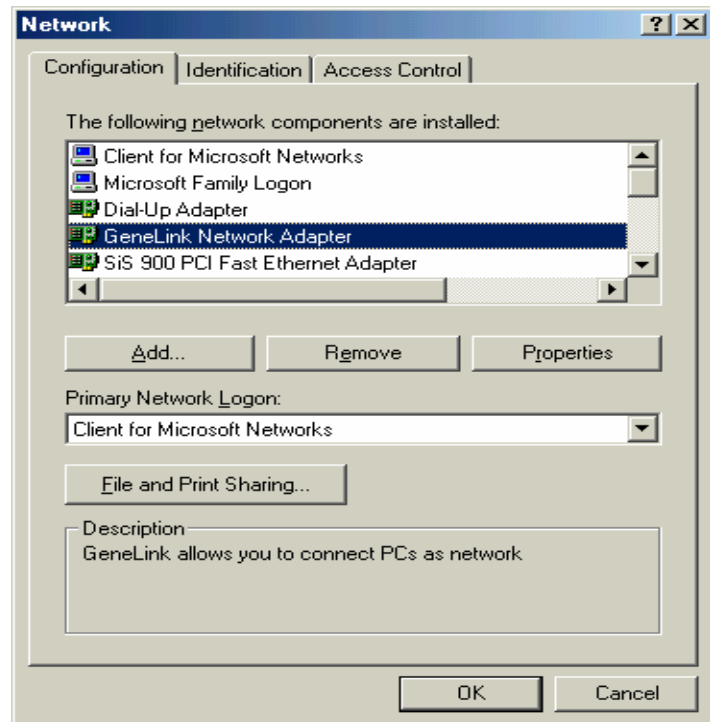 Network
Configuration Identification Access Control
The following network components are installed:
Client for Microsoft Networks
Microsoft Family Logon
Dial-Up Adapter
GeneLink Network Adapter
SiS 900 PCI Fast Ethernet Adapter
Add... Remove Properties
Primary Network Logon:
Client for Microsoft Networks
File and Print Sharing...
Description
GeneLink allows you to connect PCs as network
OK Cancel